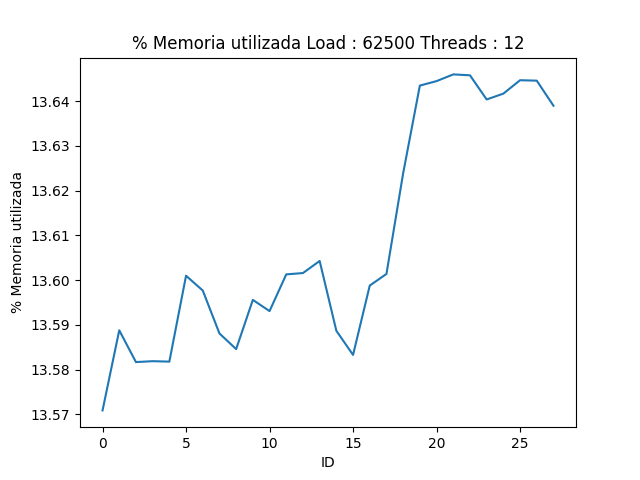 % Memoria utilizada Load : 62500 Threads : 12
% Memoria utilizada
13.64
13.63
13.62
13.61
13.60
13.59
13.58
13.57
0 5 10 15 20 25
ID